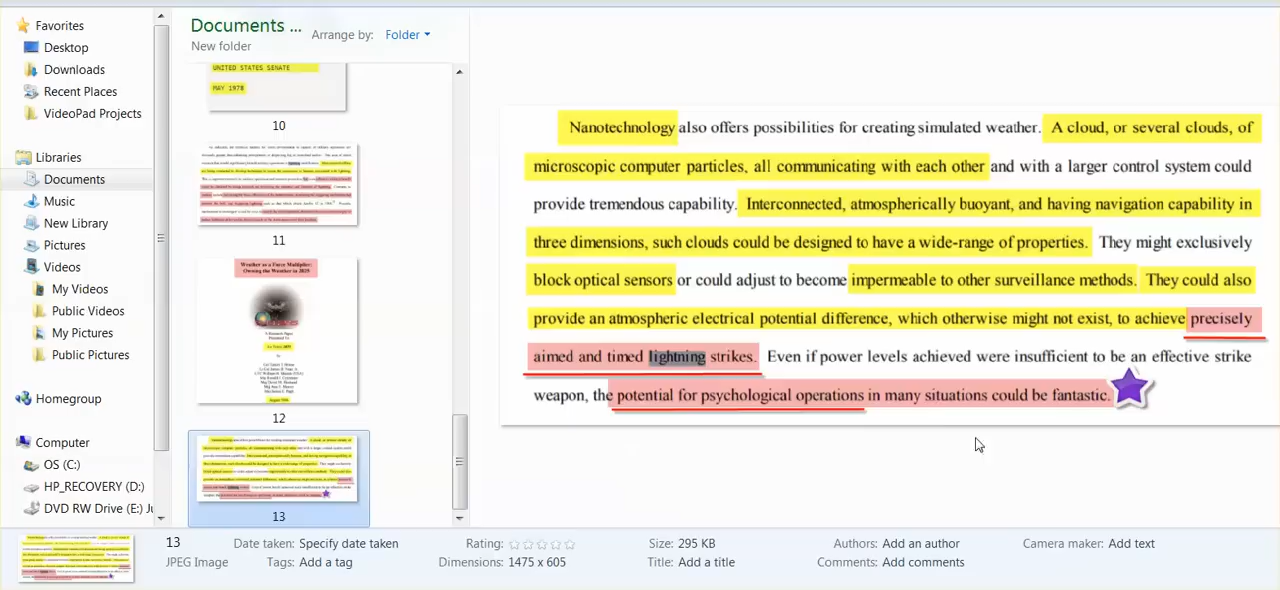 Favorites
Desktop
Downloads
Recent Places
VideoPad Projects
Libraries
Documents
Music
New Library
Pictures
Videos
My Videos
Public Videos
My Pictures
Public Pictures
Homegroup
Computer
OS (C:)
HP_RECOVERY (D:)
DVD RW Drive (E:) Ju
Documents ...
New folder
Arrange by: Folder
UNITED STATES SENATE
MAY 1978
10
11
Weather as a Force Multiplier:
Owning the Weather in 2025
12
13
Nanotechnology also offers possibilities for creating simulated weather. A cloud, or several clouds, of
microscopic computer particles, all communicating with each other and with a larger control system could
provide tremendous capability. Interconnected, atmospherically buoyant, and having navigation capability in
three dimensions, such clouds could be designed to have a wide-range of properties. They might exclusively
block optical sensors or could adjust to become impermeable to other surveillance methods. They could also
provide an atmospheric electrical potential difference, which otherwise might not exist, to achieve precisely
aimed and timed lightning strikes. Even if power levels achieved were insufficient to be an effective strike
weapon, the potential for psychological operations in many situations could be fantastic.
13 Date taken: Specify date taken Rating: Size: 295 KB Authors: Add an author Camera maker: Add text
JPEG Image Tags: Add a tag Dimensions: 1475 x 605 Title: Add a title Comments: Add comments